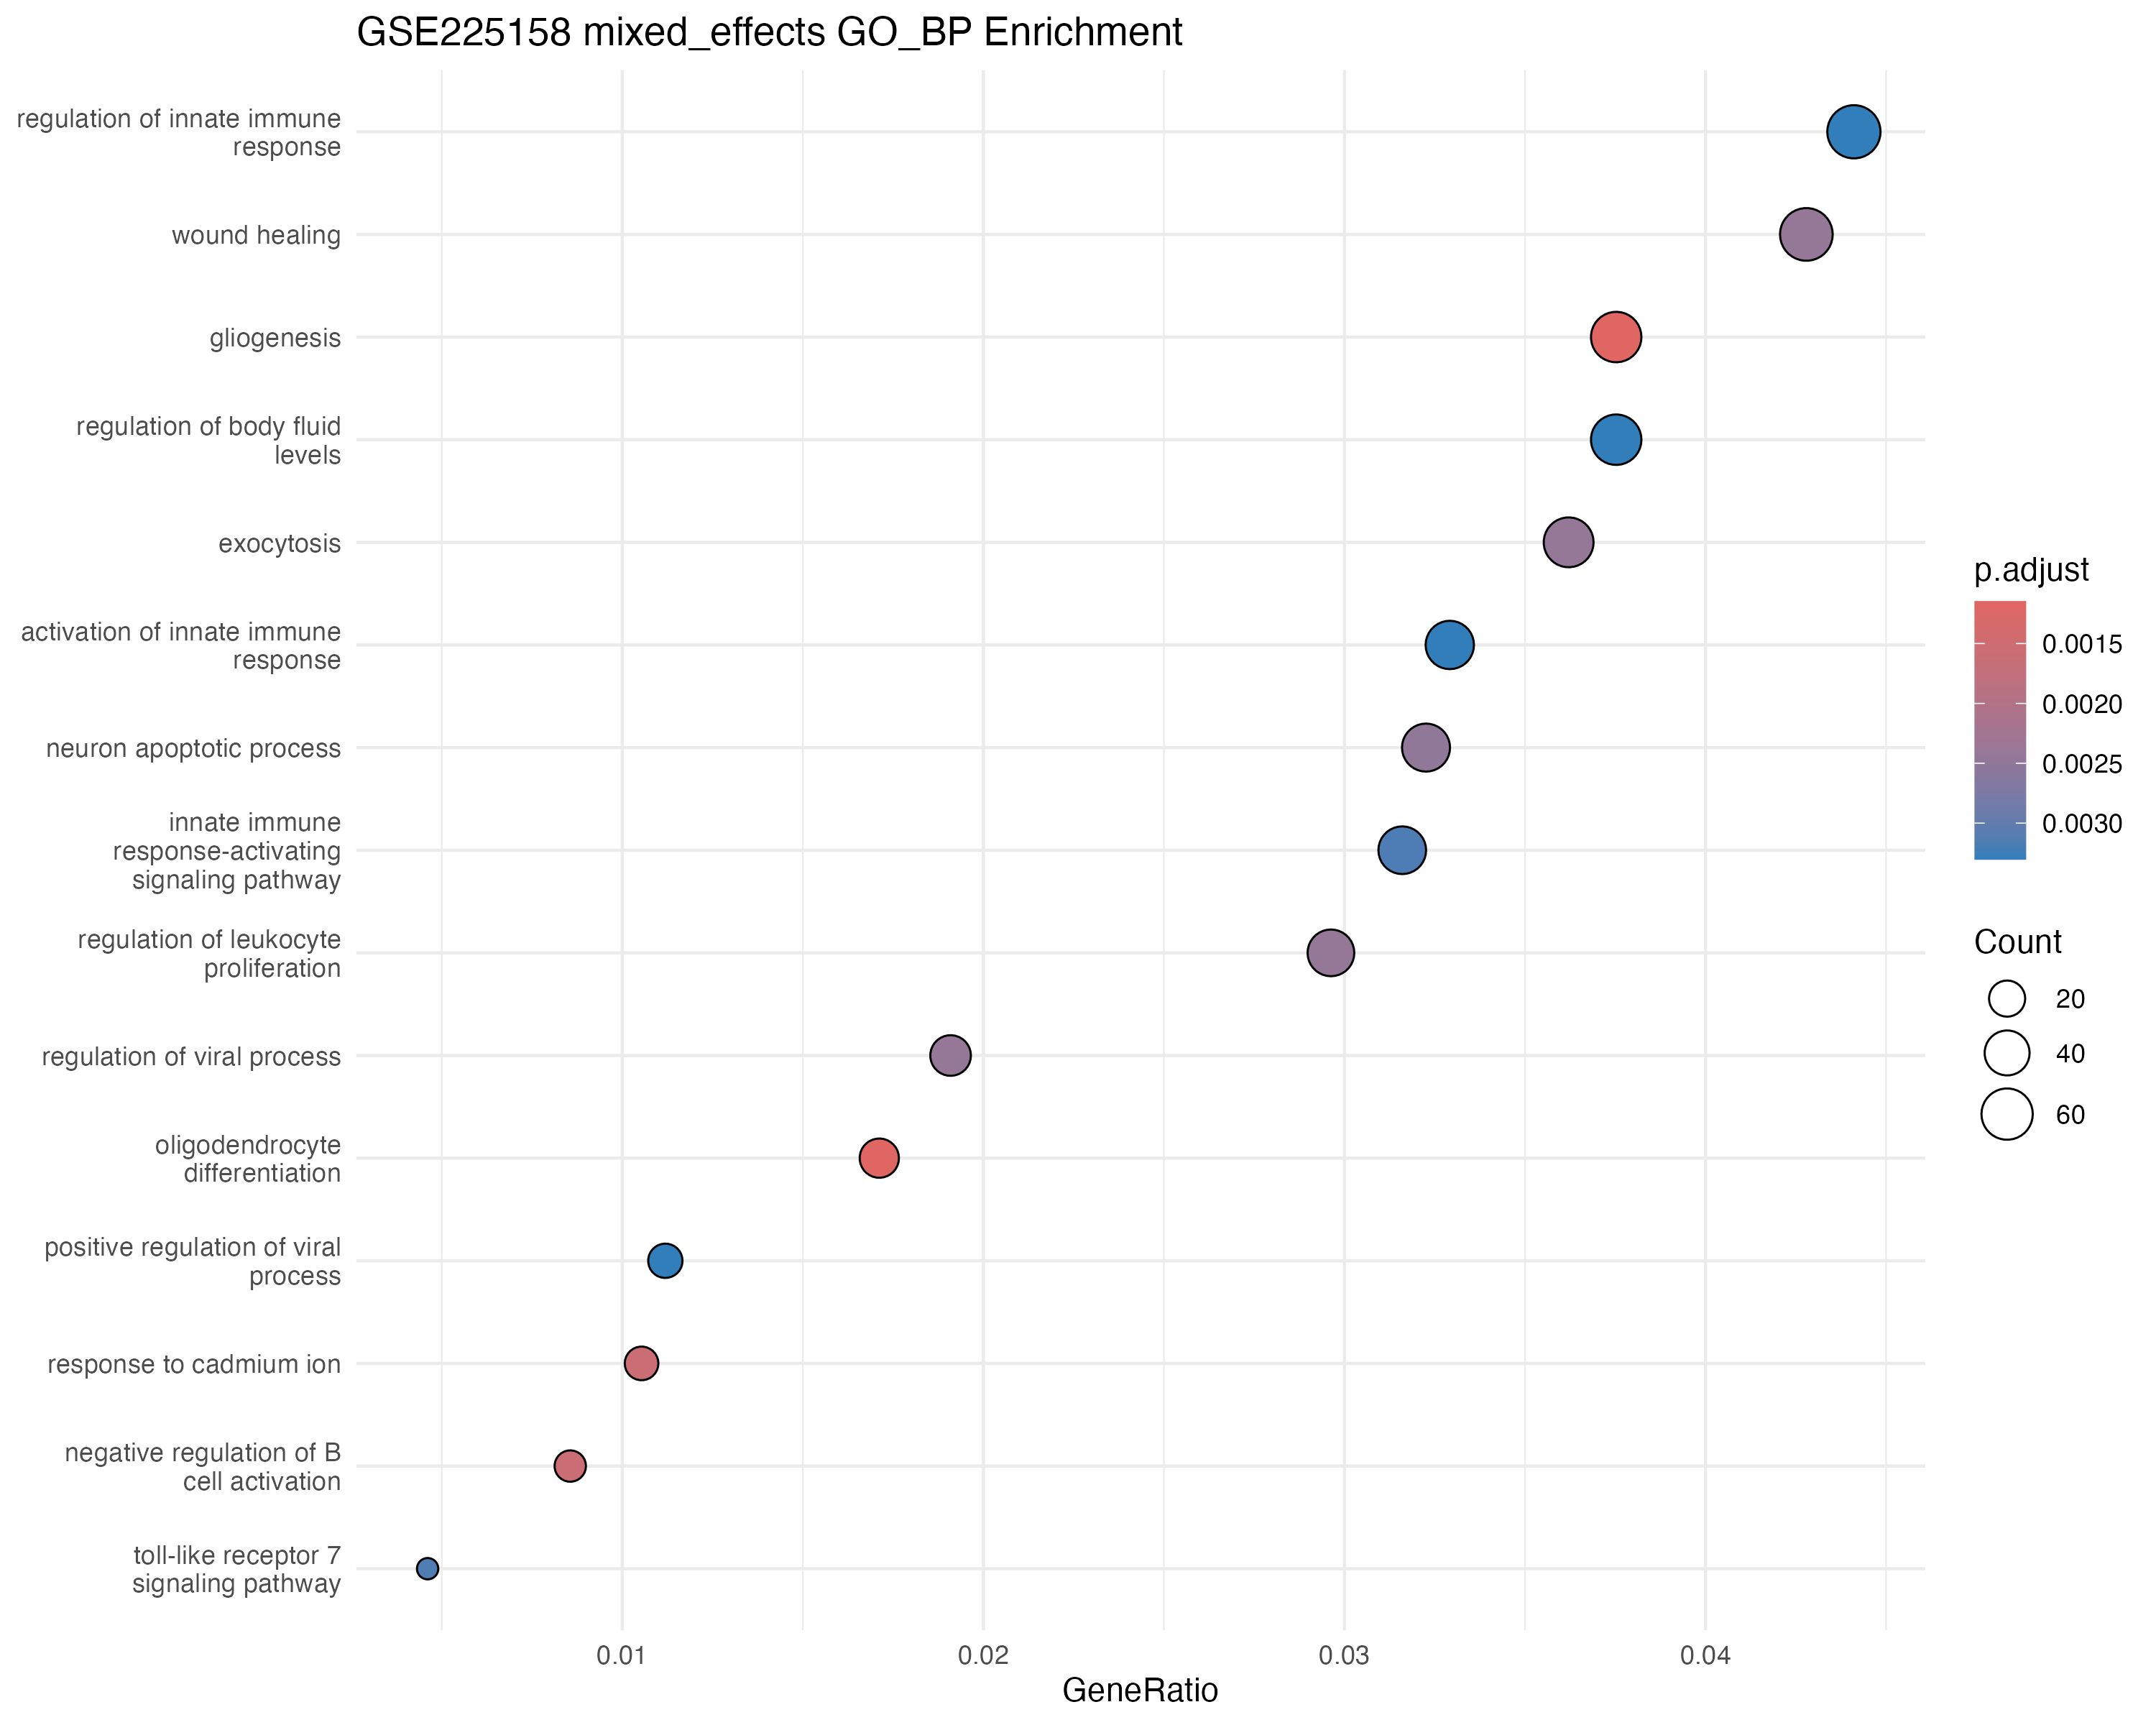 GSE225158 mixed_effects GO_BP Enrichment
regulation of innate immune
response
wound healing
gliogenesis
regulation of body fluid
levels
exocytosis
activation of innate immune
response
neuron apoptotic process
innate immune
response-activating
signaling pathway
regulation of leukocyte
proliferation
regulation of viral process
oligodendrocyte
differentiation
positive regulation of viral
process
response to cadmium ion
negative regulation of B
cell activation
toll-like receptor 7
signaling pathway
0.01
0.02
0.03
0.04
GeneRatio
p.adjust
0.0015
0.0020
0.0025
0.0030
Count
20
40
60